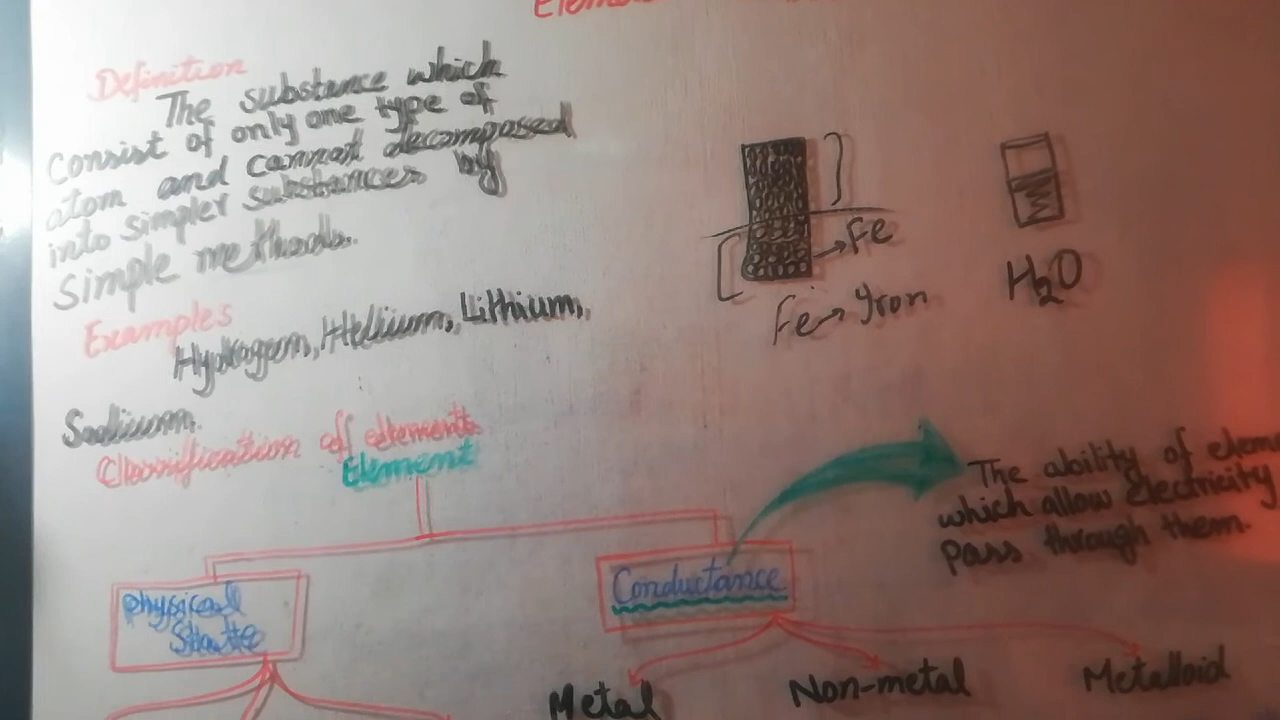 Definition
The substance which
Consist of only one type of
atom and cannot decomposed
into simpler substances by
Simple methods.
Examples
Hydrogen, Helium, Lithium,
Sodium.
Fe
Fe→Iron
H₂O
Classification of elements
Element
The ability of
which allow electricity
pass through them.
Physical
State
Conductance
Metal
Non-metal
Metalloid